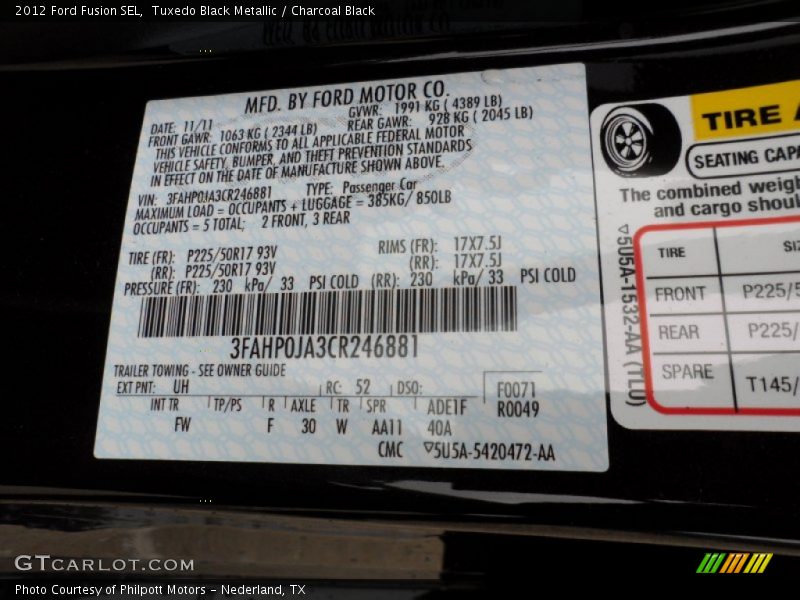 2012 Ford Fusion SEL, Tuxedo Black Metallic / Charcoal Black
MFD. BY FORD MOTOR CO.
DATE: 11/11 GVWR: 1991 KG ( 4389 LB)
FRONT GAWR: 1063 KG ( 2344 LB) REAR GAWR: 928 KG ( 2045 LB)
THIS VEHICLE CONFORMS TO ALL APPLICABLE FEDERAL MOTOR
VEHICLE SAFETY, BUMPER, AND THEFT PREVENTION STANDARDS
IN EFFECT ON THE DATE OF MANUFACTURE SHOWN ABOVE.
VIN: 3FAHP0JA3CR246881 TYPE: Passenger Car
MAXIMUM LOAD = OCCUPANTS + LUGGAGE = 385KG/ 850LB
OCCUPANTS = 5 TOTAL; 2 FRONT, 3 REAR
TIRE (FR): P225/50R17 93V RIMS (FR): 17X7.5J
(RR): P225/50R17 93V (RR): 17X7.5J
PRESSURE (FR): 230 kPa/ 33 PSI COLD (RR): 230 kPa/ 33 PSI COLD
3FAHP0JA3CR246881
TRAILER TOWING - SEE OWNER GUIDE
EXT PNT: UH RC: 52 DSO: F0071
R0049
INT TR TP/PS R AXLE TR SPR ADE1F
FW F 30 W AA11 40A
CMC 5U5A-5420472-AA
TIRE A
SEATING CAP
The combined weigh
and cargo shoul
5U5A-1532-AA (TL0)
TIRE SI
FRONT P225/5
REAR P225/
SPARE T145/
GTCARLOT.COM
Photo Courtesy of Philpott Motors - Nederland, TX